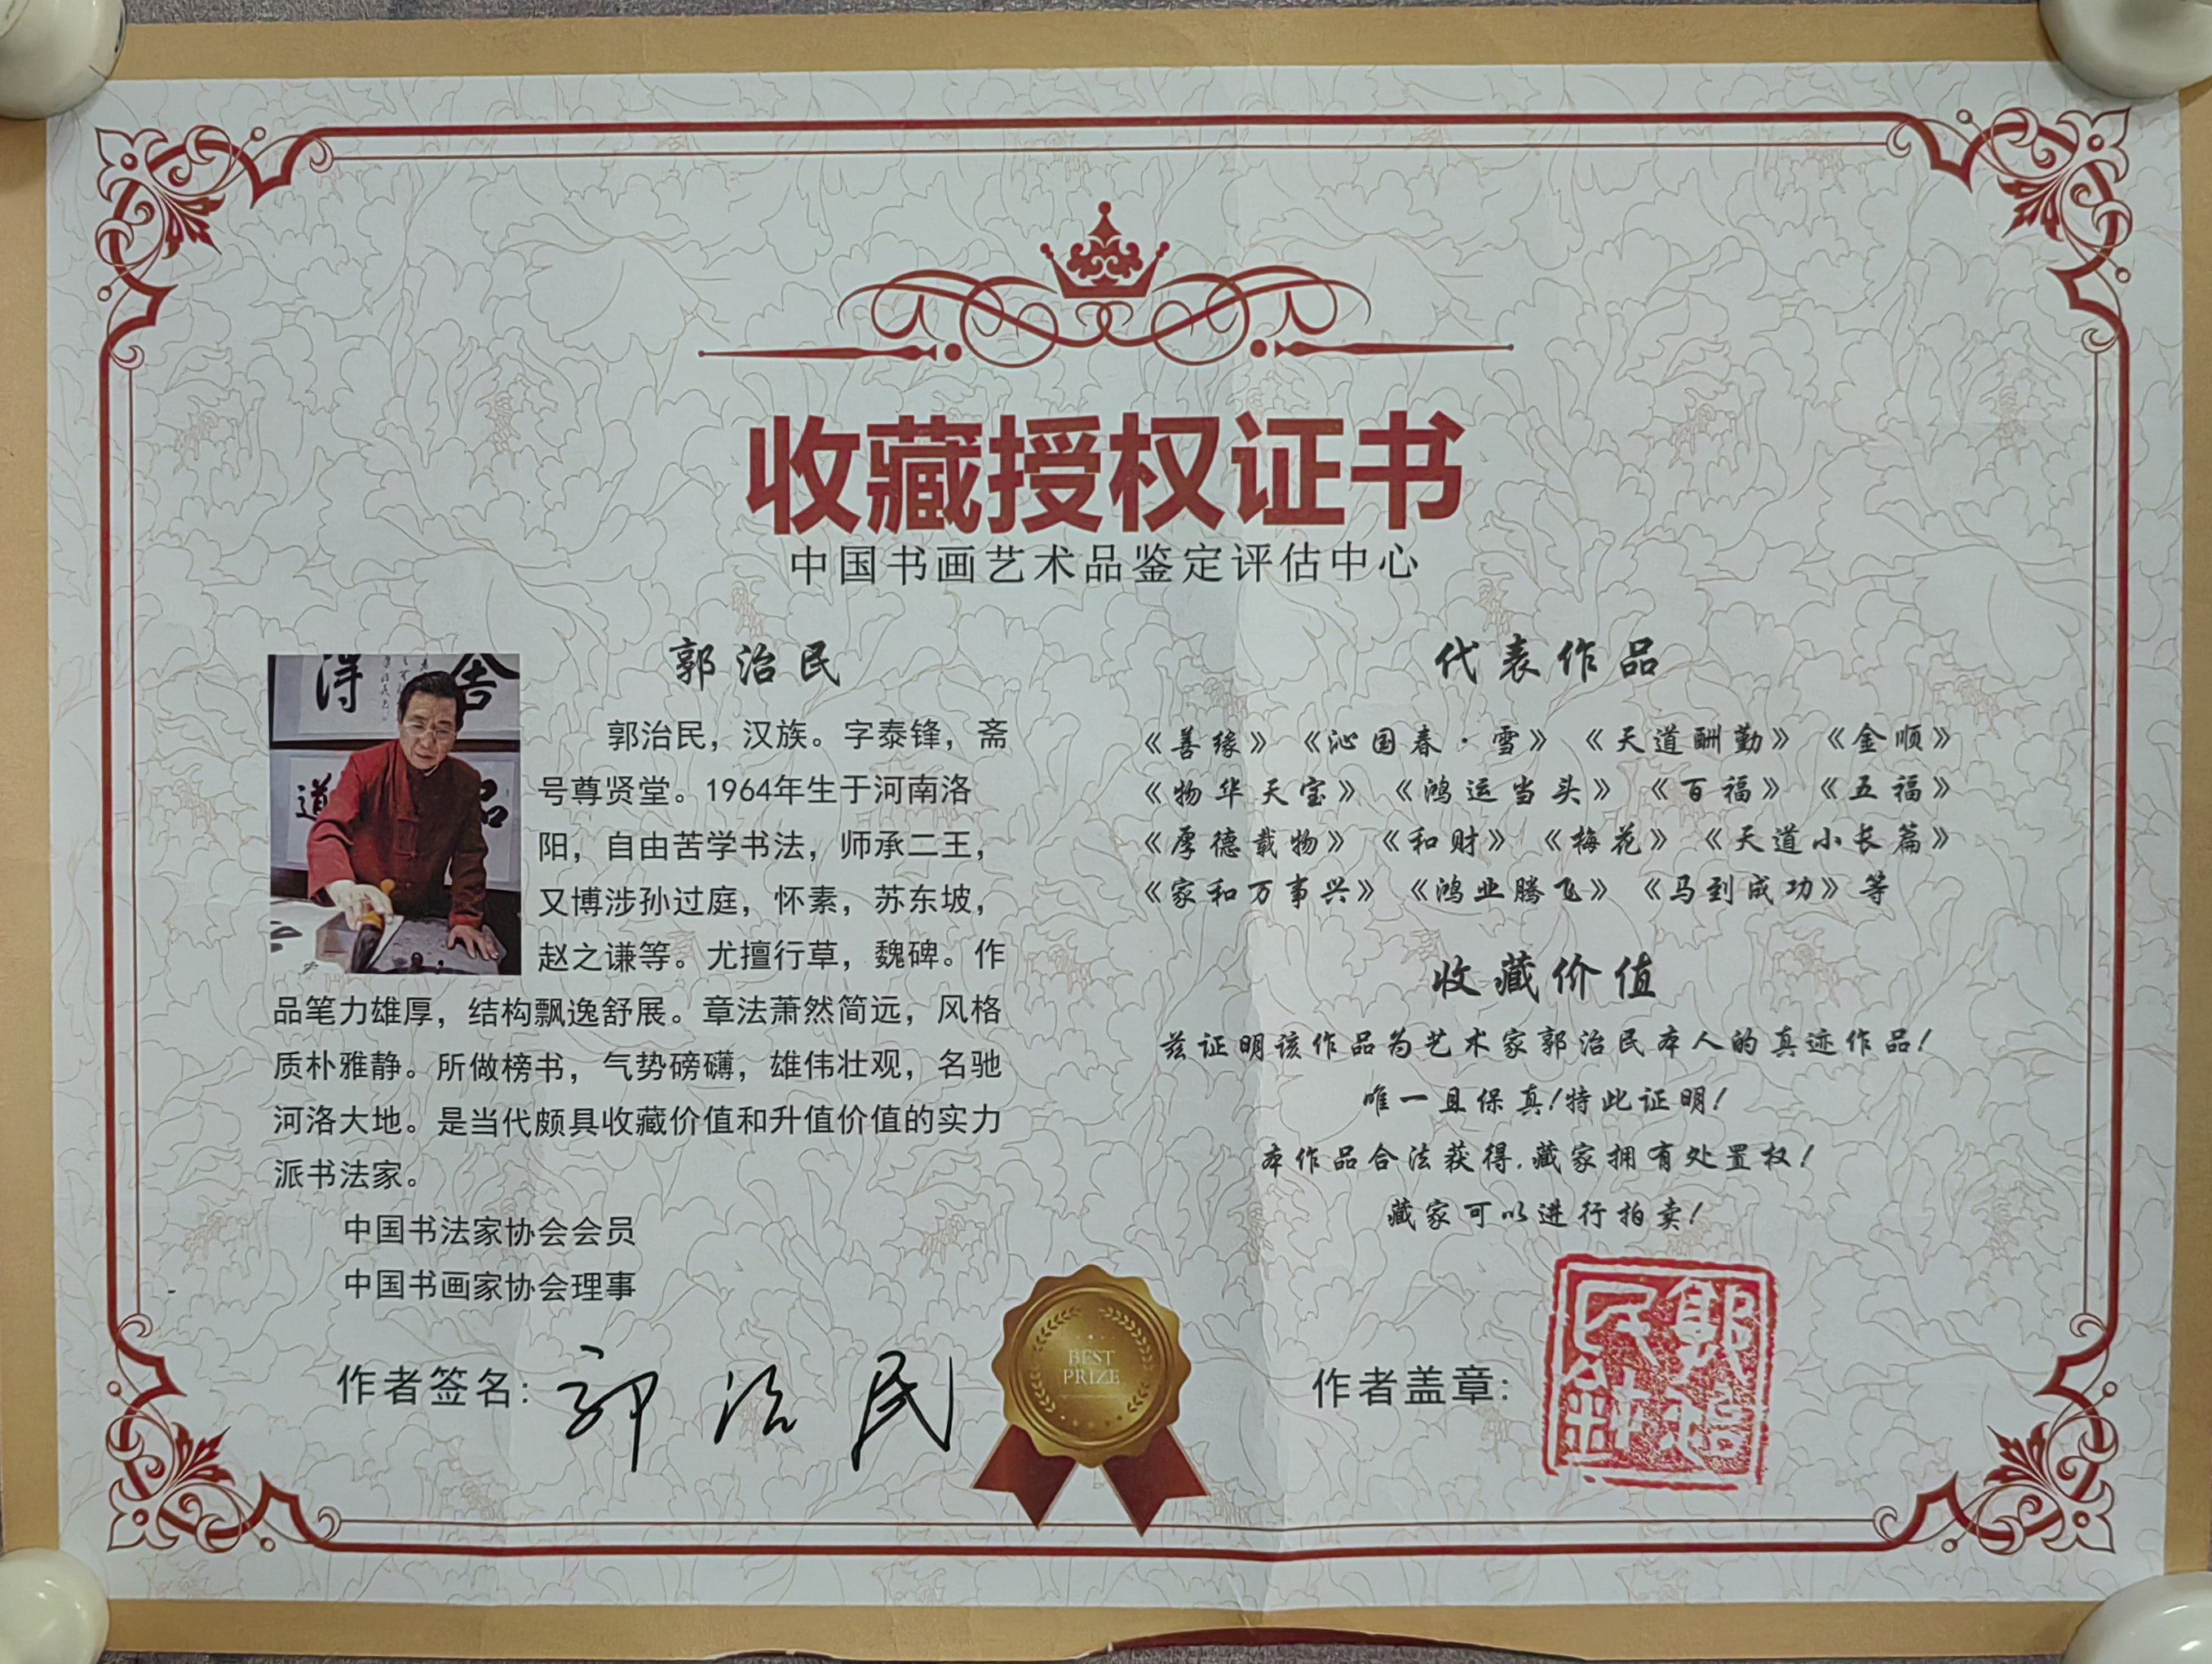 收藏授权证书
中国书画艺术品鉴定评估中心
郭治民
郭治民，汉族。字泰锋，斋
号尊贤堂。1964年生于河南洛
阳，自由苦学书法，师承二王，
又博涉孙过庭，怀素，苏东坡，
赵之谦等。尤擅行草，魏碑。作
品笔力雄厚，结构飘逸舒展。章法萧然简远，风格
质朴雅静。所做榜书，气势磅礴，雄伟壮观，名驰
河洛大地。是当代颇具收藏价值和升值价值的实力
派书法家。
中国书法家协会会员
中国书画家协会理事
作者签名:
郭治民
得
舍
道
品
代表作品
《善缘》《沁国春·雪》《天道酬勤》《金顺》
《物华天宝》《鸿运当头》《百福》《五福》
《厚德载物》《和财》《梅花》《天道小长篇》
《家和万事兴》《鸿业腾飞》《马到成功》等
收藏价值
兹证明该作品为艺术家郭治民本人的真迹作品!
唯一且保真!特此证明!
本作品合法获得.藏家拥有处置权!
藏家可以进行拍卖!
BEST
PRIZE
作者盖章: